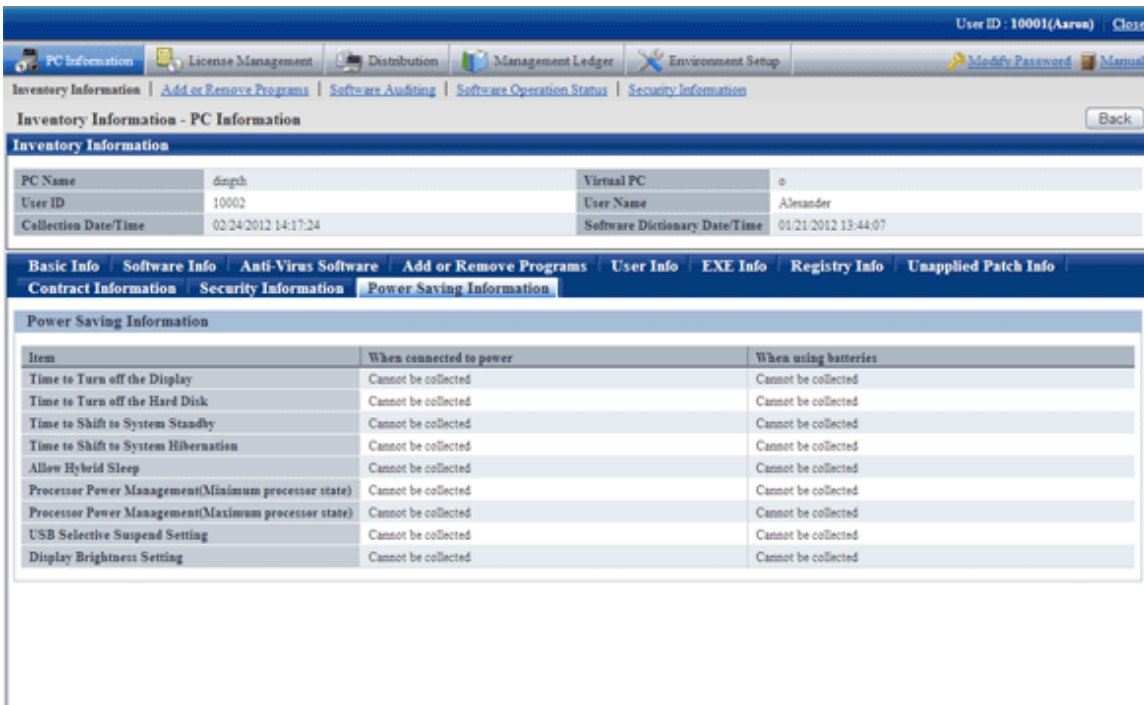 User ID : 10001(Aaron) Close
PC Information License Management Distribution Management Ledger Environment Setup Modify Password Manual
Inventory Information | Add or Remove Programs | Software Auditing | Software Operation Status | Security Information
Inventory Information - PC Information Back
Inventory Information
PC Name Virtual PC o
User ID 10002 User Name Alexander
Collection Date/Time 02/24/2012 14:17:24 Software Dictionary Date/Time 01/21/2012 13:44:07
Basic Info Software Info Anti-Virus Software Add or Remove Programs User Info EXE Info Registry Info Unapplied Patch Info
Contract Information Security Information Power Saving Information
Power Saving Information
Item When connected to power When using batteries
Time to Turn off the Display Cannot be collected Cannot be collected
Time to Turn off the Hard Disk Cannot be collected Cannot be collected
Time to Shift to System Standby Cannot be collected Cannot be collected
Time to Shift to System Hibernation Cannot be collected Cannot be collected
Allow Hybrid Sleep Cannot be collected Cannot be collected
Processor Power Management(Minimum processor state) Cannot be collected Cannot be collected
Processor Power Management(Maximum processor state) Cannot be collected Cannot be collected
USB Selective Suspend Setting Cannot be collected Cannot be collected
Display Brightness Setting Cannot be collected Cannot be collected